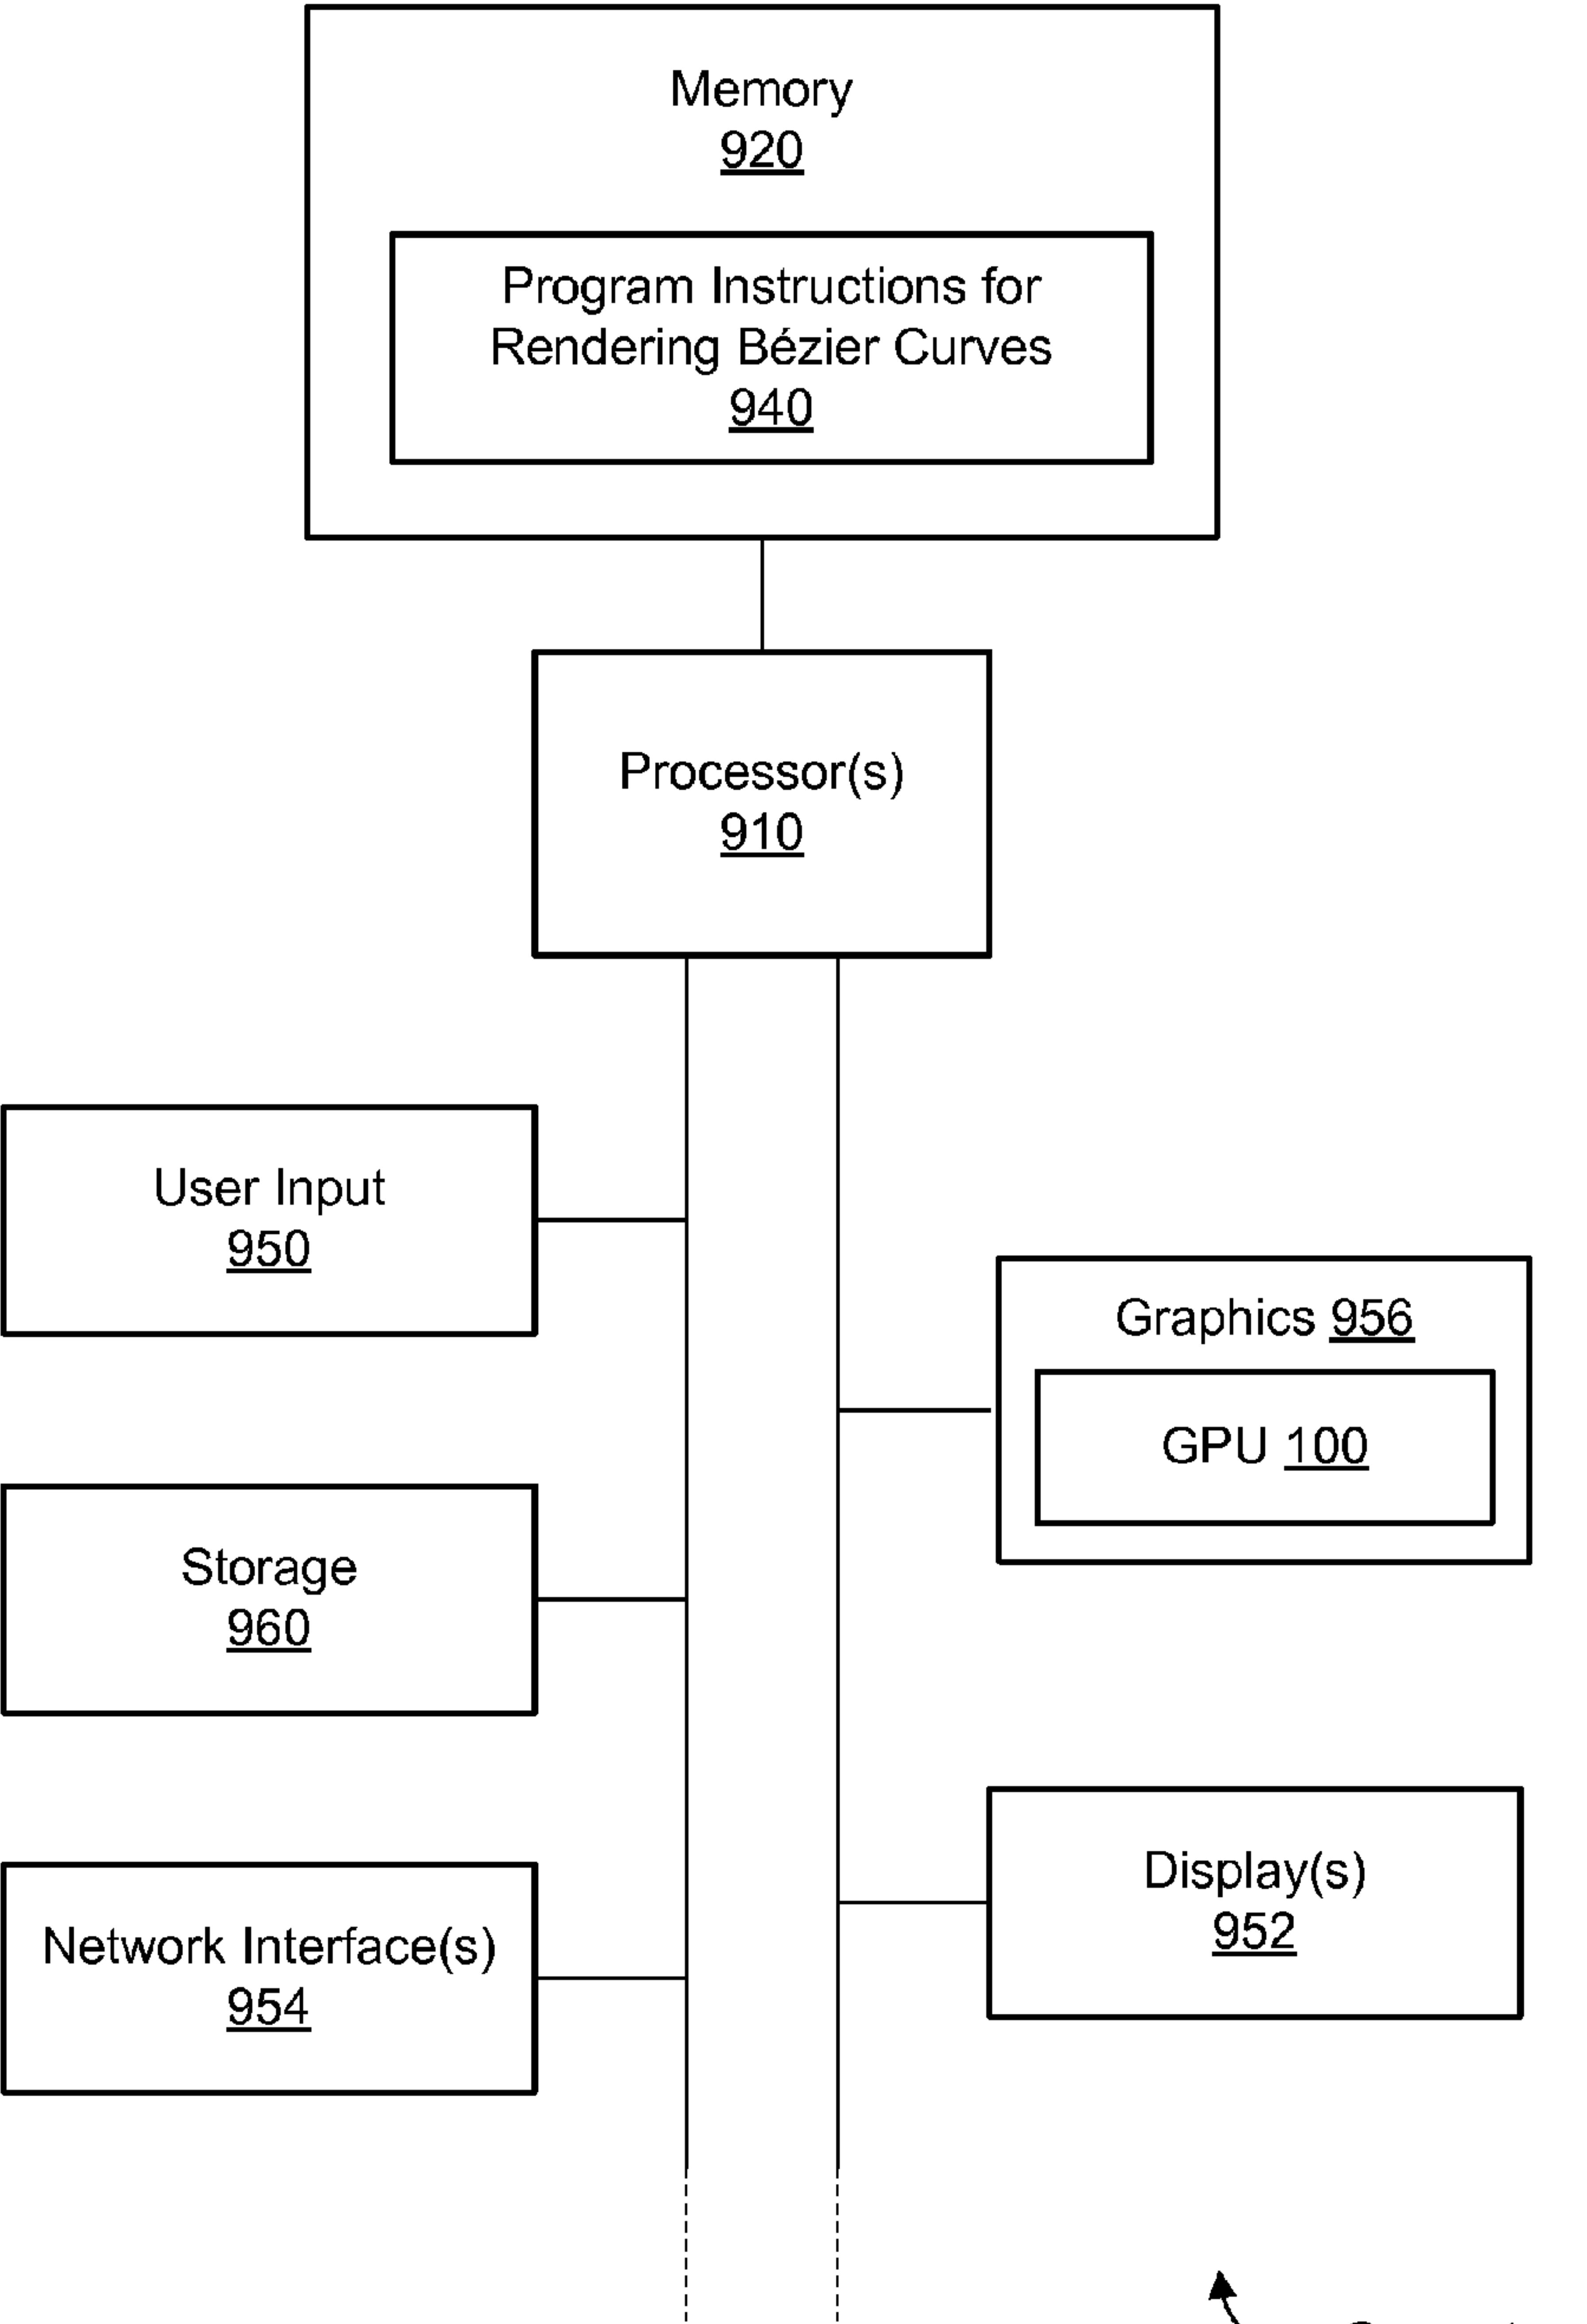 Memory
920
Program Instructions for
Rendering Bézier Curves
940
Processor(s)
910
User Input
950
Graphics 956
GPU 100
Storage
960
Display(s)
952
Network Interface(s)
954